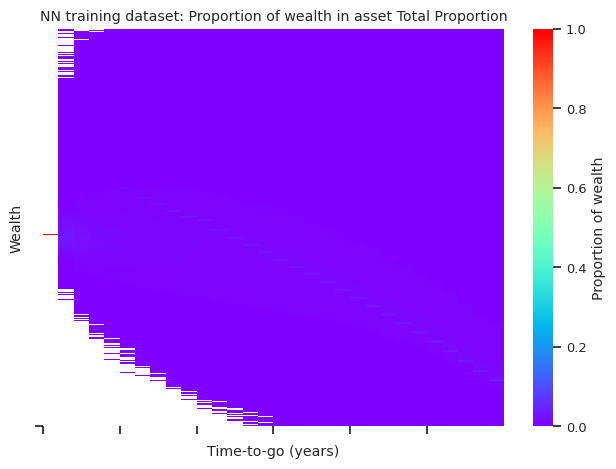 NN training dataset: Proportion of wealth in asset Total Proportion
1.0
0.8
0.6
0.4
0.2
0.0
Proportion of wealth
Wealth
Time-to-go (years)